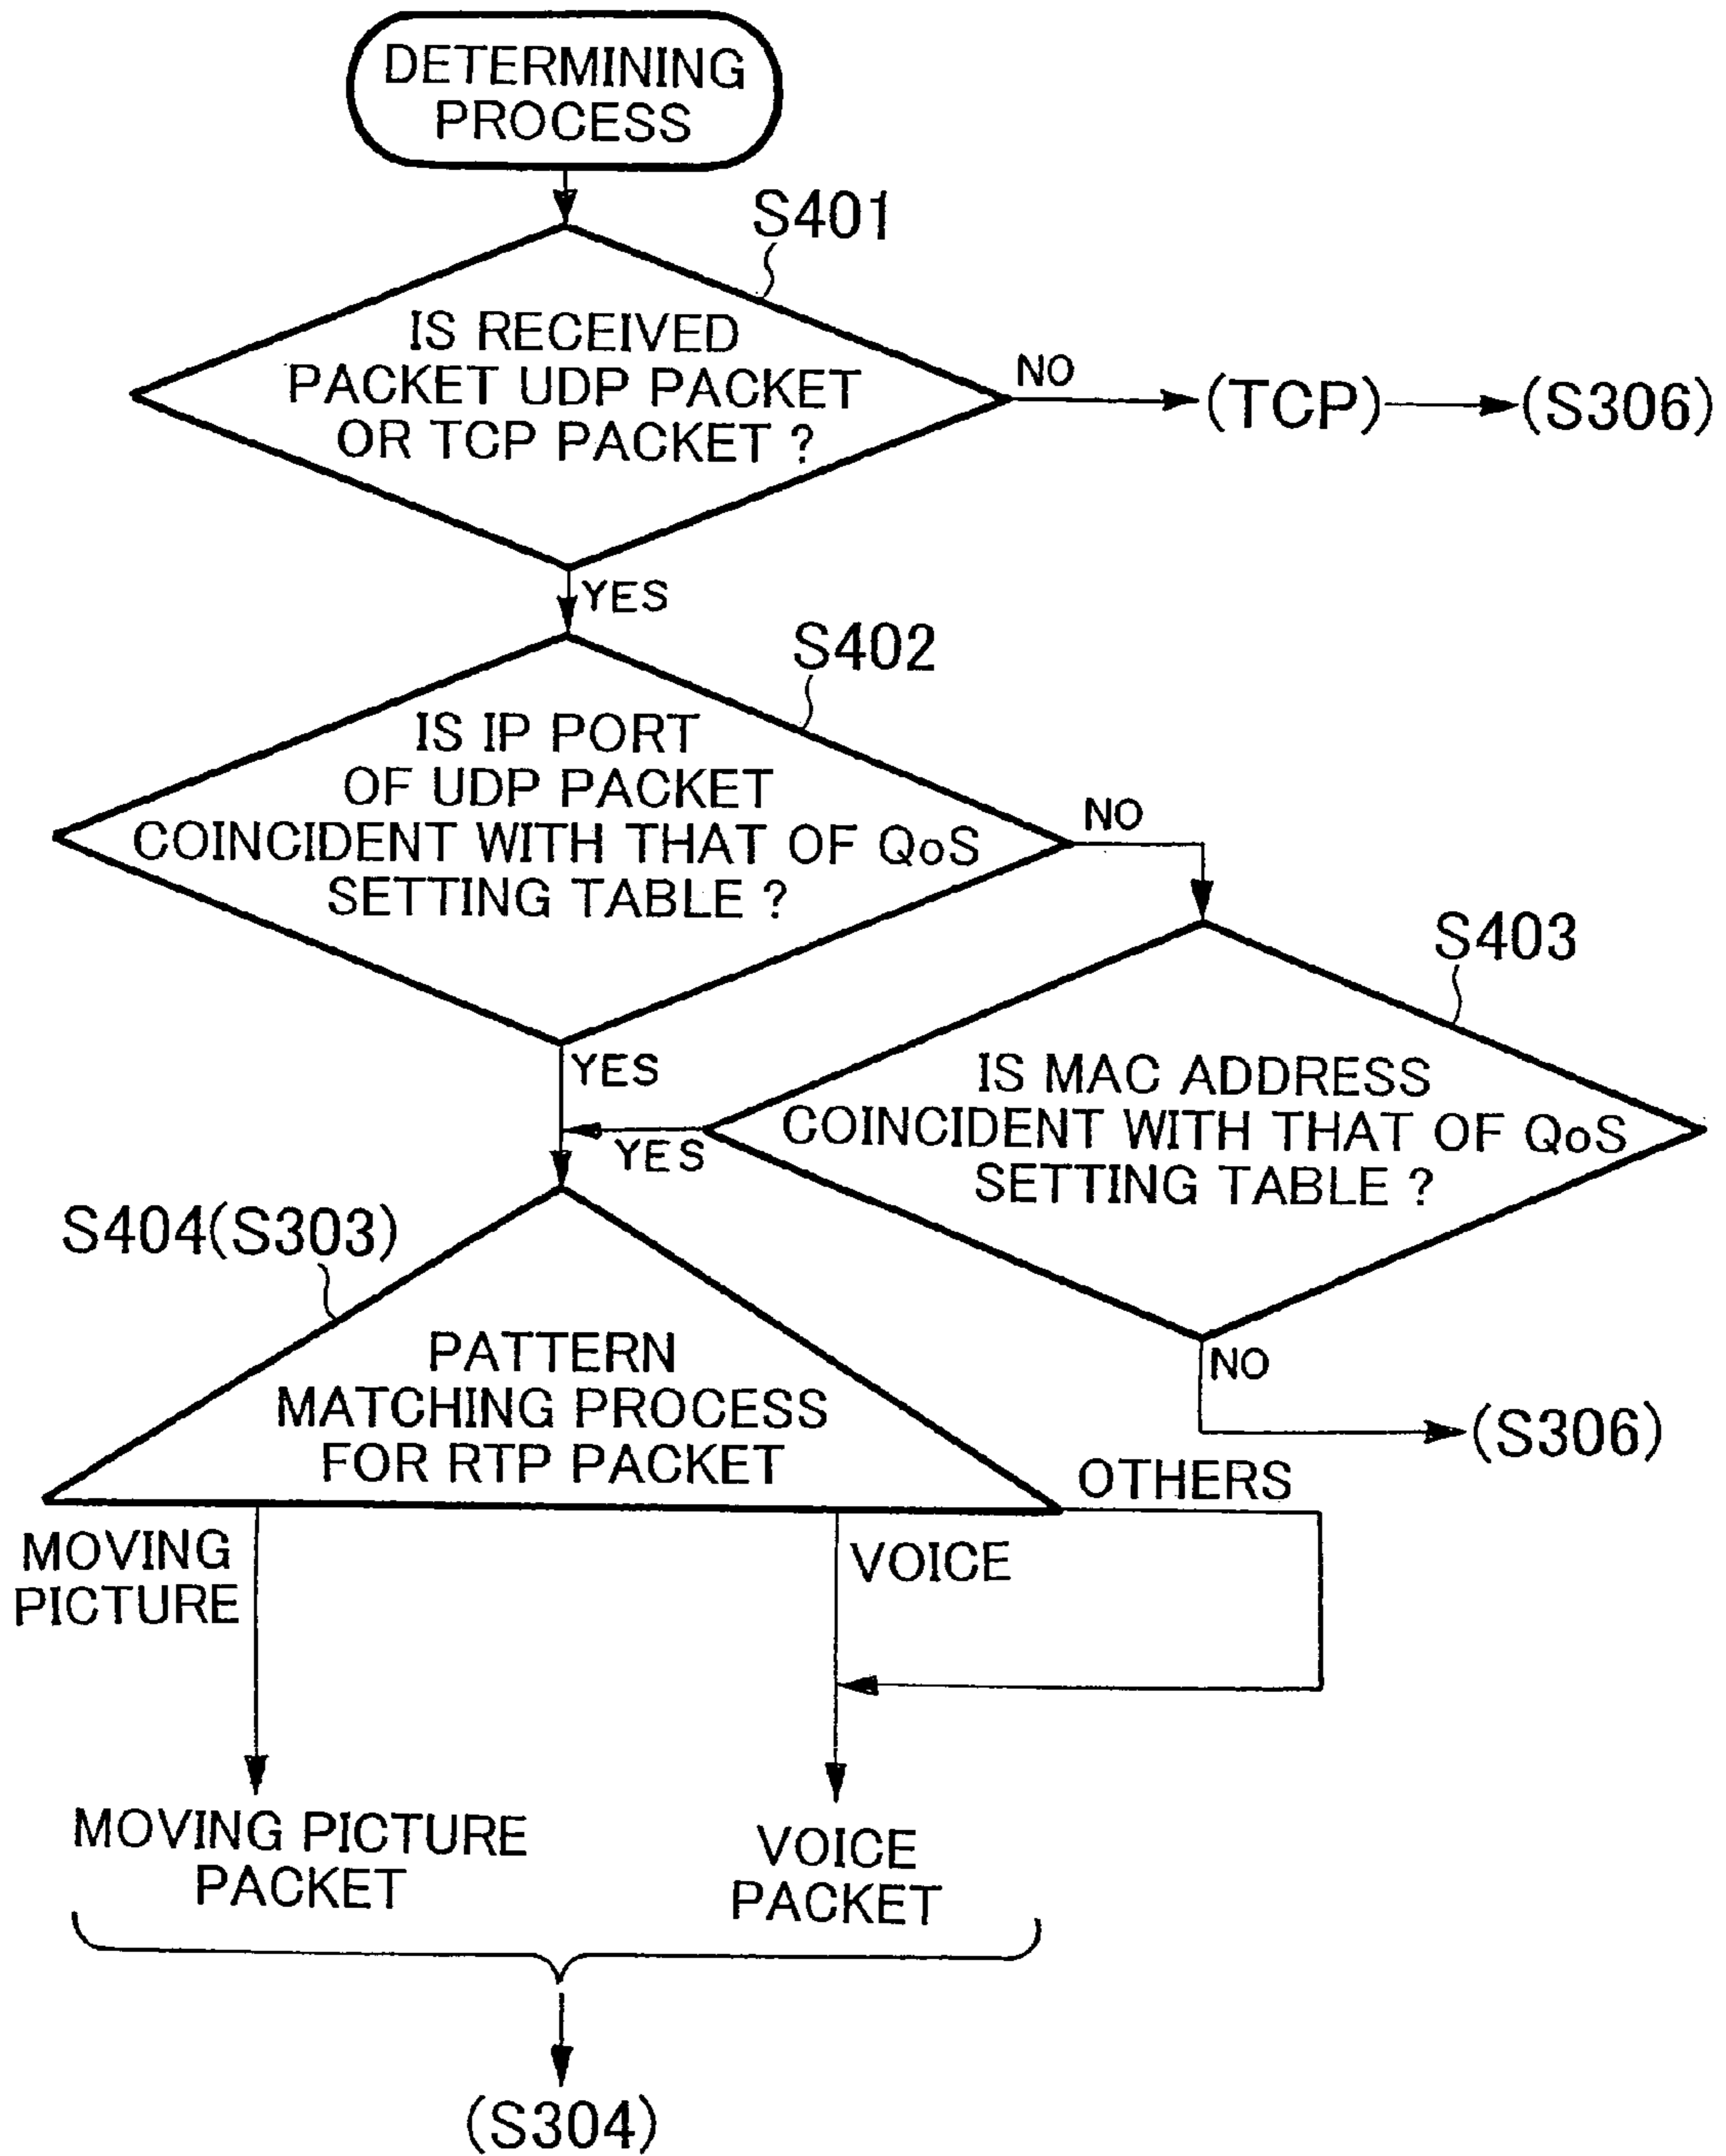 DETERMINING
PROCESS
S401
IS RECEIVED
PACKET UDP PACKET
OR TCP PACKET ?
NO
(TCP)
(S306)
YES
S402
IS IP PORT
OF UDP PACKET
COINCIDENT WITH THAT OF QoS
SETTING TABLE ?
NO
S403
YES
IS MAC ADDRESS
COINCIDENT WITH THAT OF QoS
SETTING TABLE ?
YES
S404(S303)
NO
(S306)
PATTERN
MATCHING PROCESS
FOR RTP PACKET
OTHERS
MOVING
PICTURE
VOICE
MOVING PICTURE
PACKET
VOICE
PACKET
(S304)